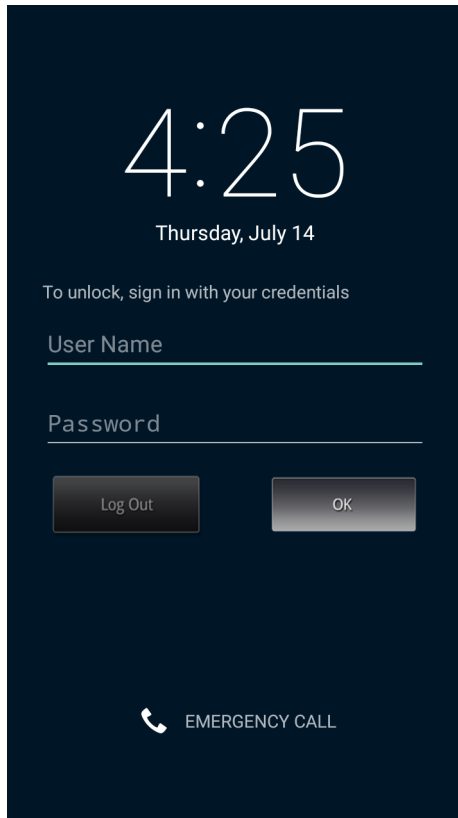 4:25
Thursday, July 14
To unlock, sign in with your credentials
User Name
Password
Log Out OK
EMERGENCY CALL